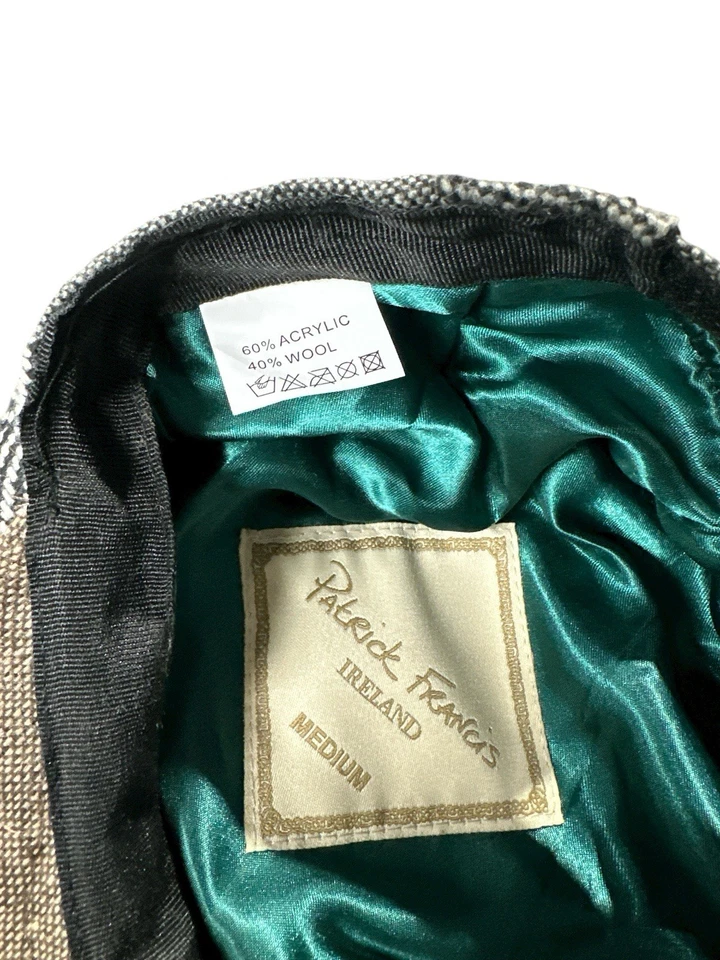 60% ACRYLIC
40% WOOL
Patrick Francis
IRELAND
MEDIUM